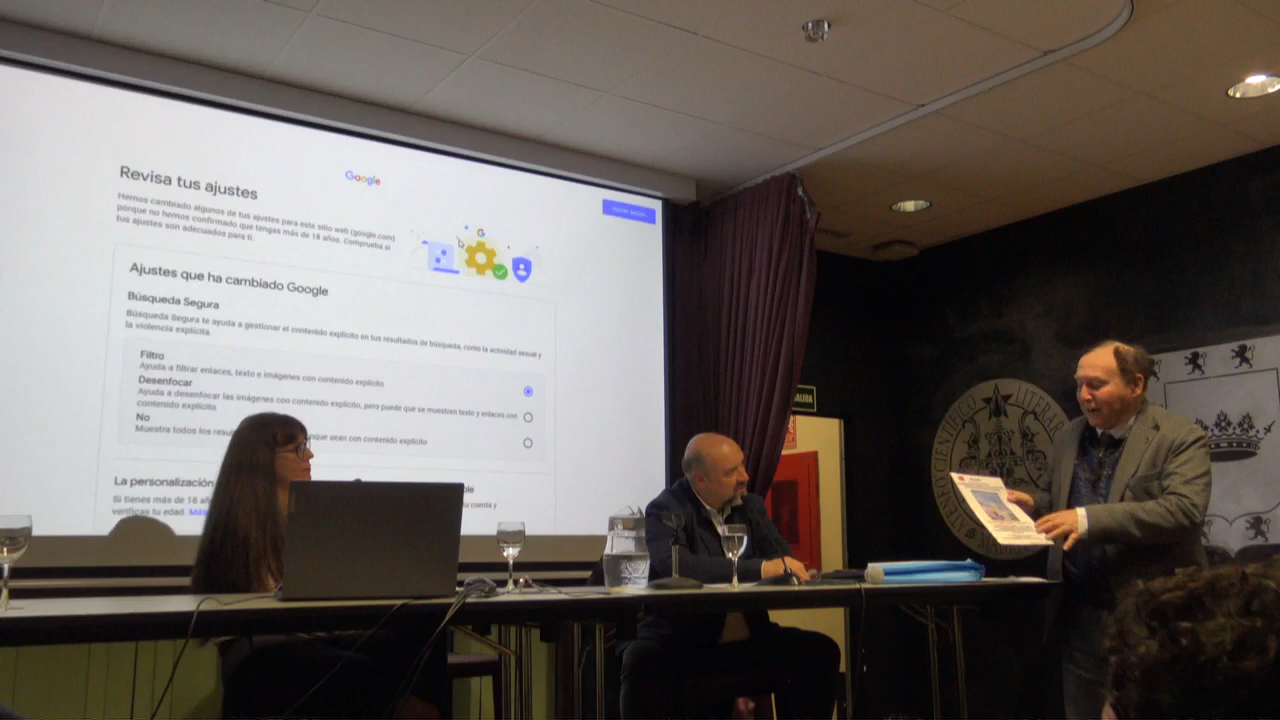 Google
Revisa tus ajustes
Hemos cambiado algunos de tus ajustes para este sitio web (google.com)
porque no hemos confirmado que tengas más de 18 años. Comprueba si
tus ajustes son adecuados para ti.
G
Ajustes que ha cambiado Google
Búsqueda Segura
Búsqueda Segura te ayuda a gestionar el contenido explícito en tus resultados de búsqueda, como la actividad sexual y
la violencia explícita.
Filtro
Ayuda a filtrar enlaces, texto e imágenes con contenido explícito
Desenfocar
Ayuda a desenfocar las imágenes con contenido explícito, pero puede que se muestren texto y enlaces con
contenido explícito
No
Muestra todos los sean con contenido explícito
La personalización
Si tienes más de 18 cuenta y
verificas tu edad.
CIENTIFICO LITERAR